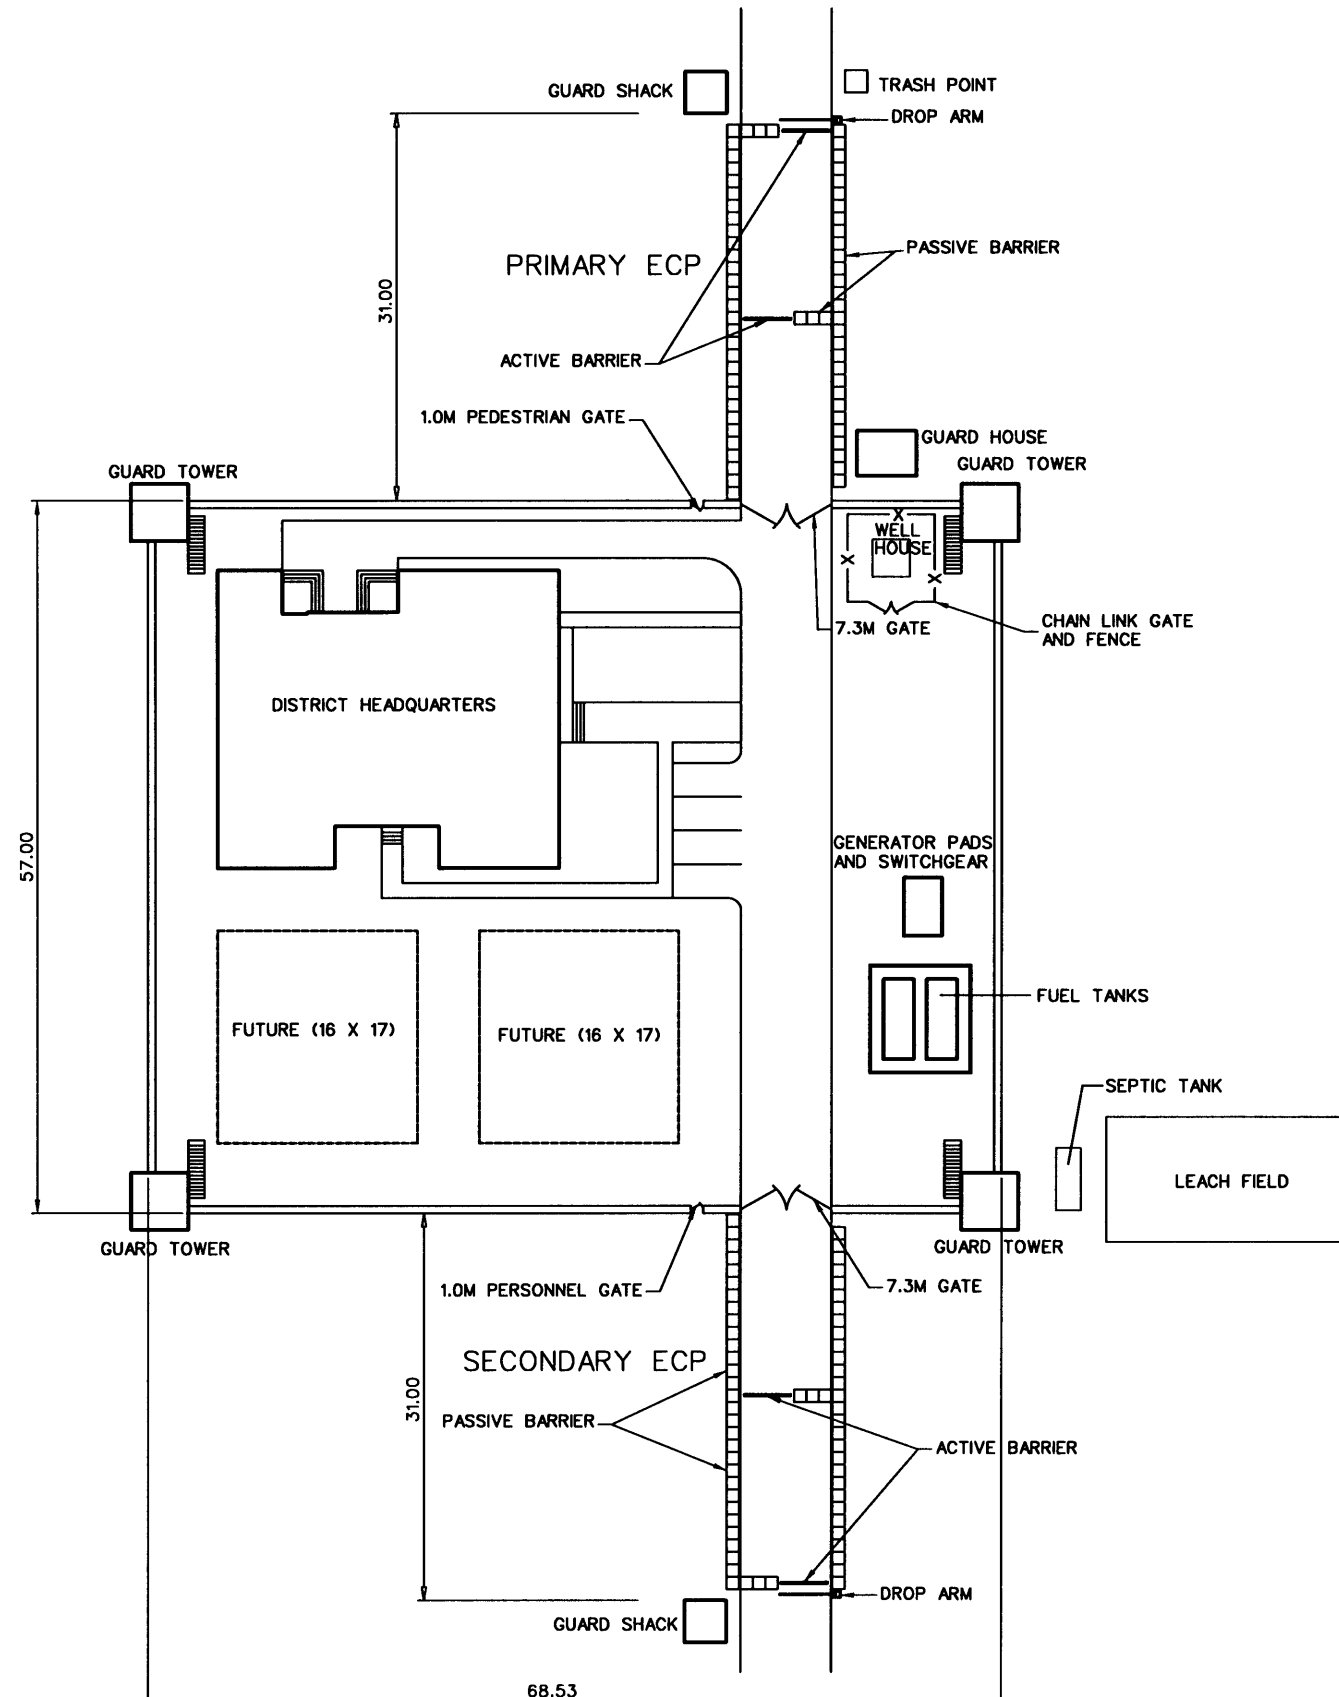 GUARD SHACK
TRASH POINT
DROP ARM
PRIMARY ECP
PASSIVE BARRIER
31.00
ACTIVE BARRIER
1.0M PEDESTRIAN GATE
GUARD HOUSE
GUARD TOWER
GUARD TOWER
WELL
HOUSE
7.3M GATE
CHAIN LINK GATE
AND FENCE
DISTRICT HEADQUARTERS
57.00
GENERATOR PADS
AND SWITCHGEAR
FUEL TANKS
FUTURE (16 X 17)
FUTURE (16 X 17)
SEPTIC TANK
LEACH FIELD
GUARD TOWER
GUARD TOWER
1.0M PERSONNEL GATE
7.3M GATE
SECONDARY ECP
31.00
PASSIVE BARRIER
ACTIVE BARRIER
DROP ARM
GUARD SHACK
68.53